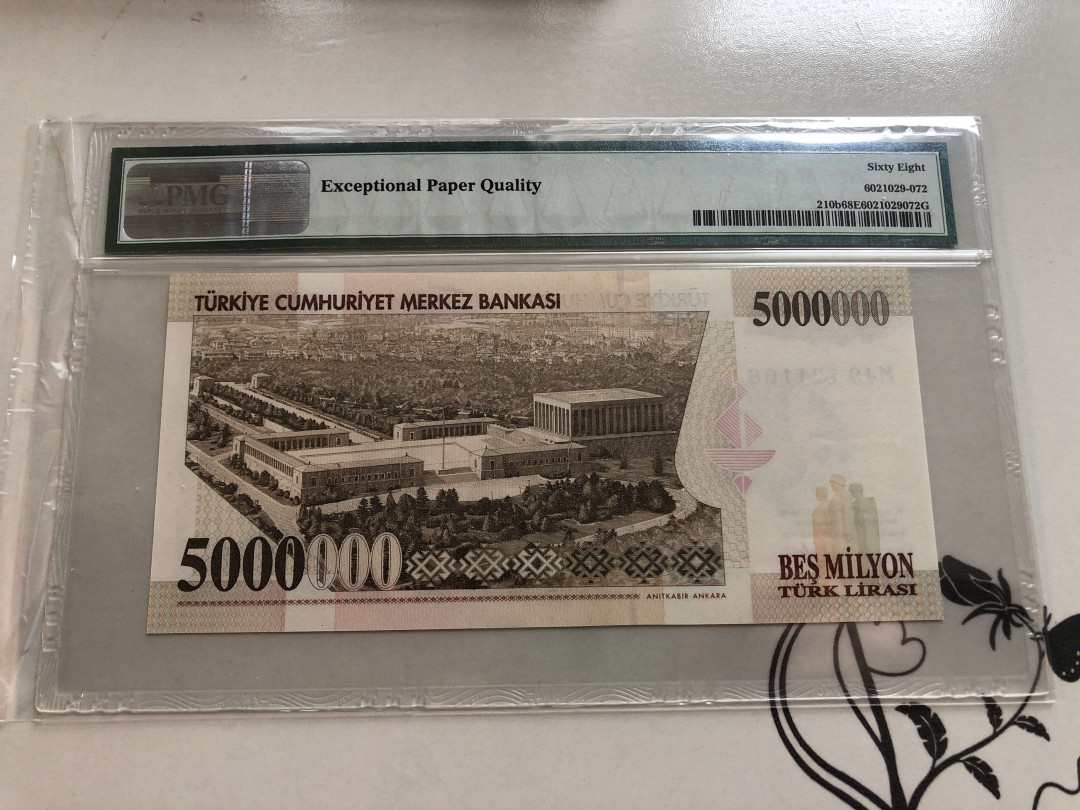 PMG
Exceptional Paper Quality
Sixty Eight
6021029-072
210b68E6021029072G
TÜRKİYE CUMHURİYET MERKEZ BANKASI
5000000
5000000
ANITKABİR-ANKARA
BEŞ MİLYON
TÜRK LİRASI